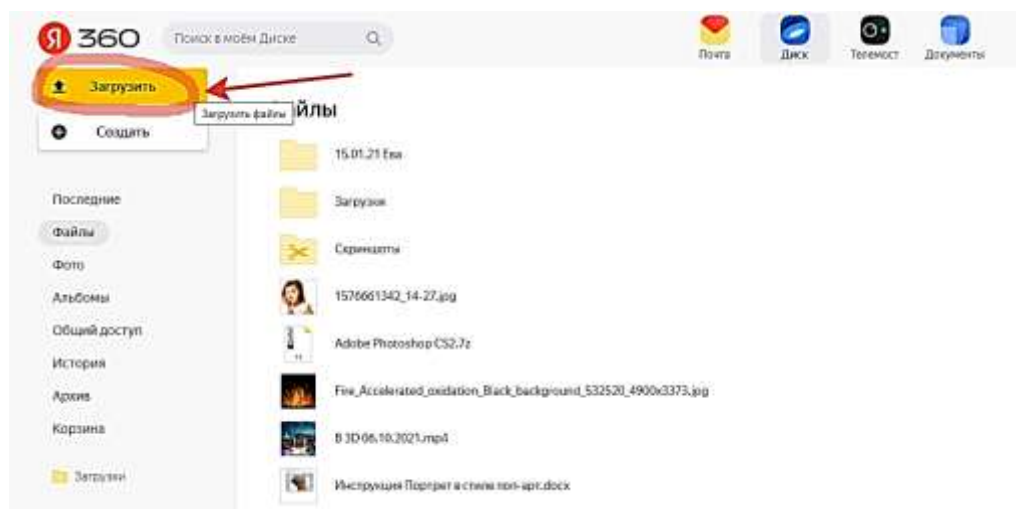 Я 360
Поиск в моём Диске
Почта
Диск
Телемост
Документы
Загрузить
Загрузить файлы
йлы
Создать
15.01.21 Ева
Последние
Загрузки
Файлы
Скриншоты
Фото
1576661342_14-27.jpg
Альбомы
Общий доступ
Adobe Photoshop CS2.7z
История
Архив
Fire_Accelerated_oxidation_Black_background_532520_4900x3273.jpg
Корзина
В 3D 06.10.2021.mp4
Загрузки
Инструкция Портрет в стиле поп-арт.docx